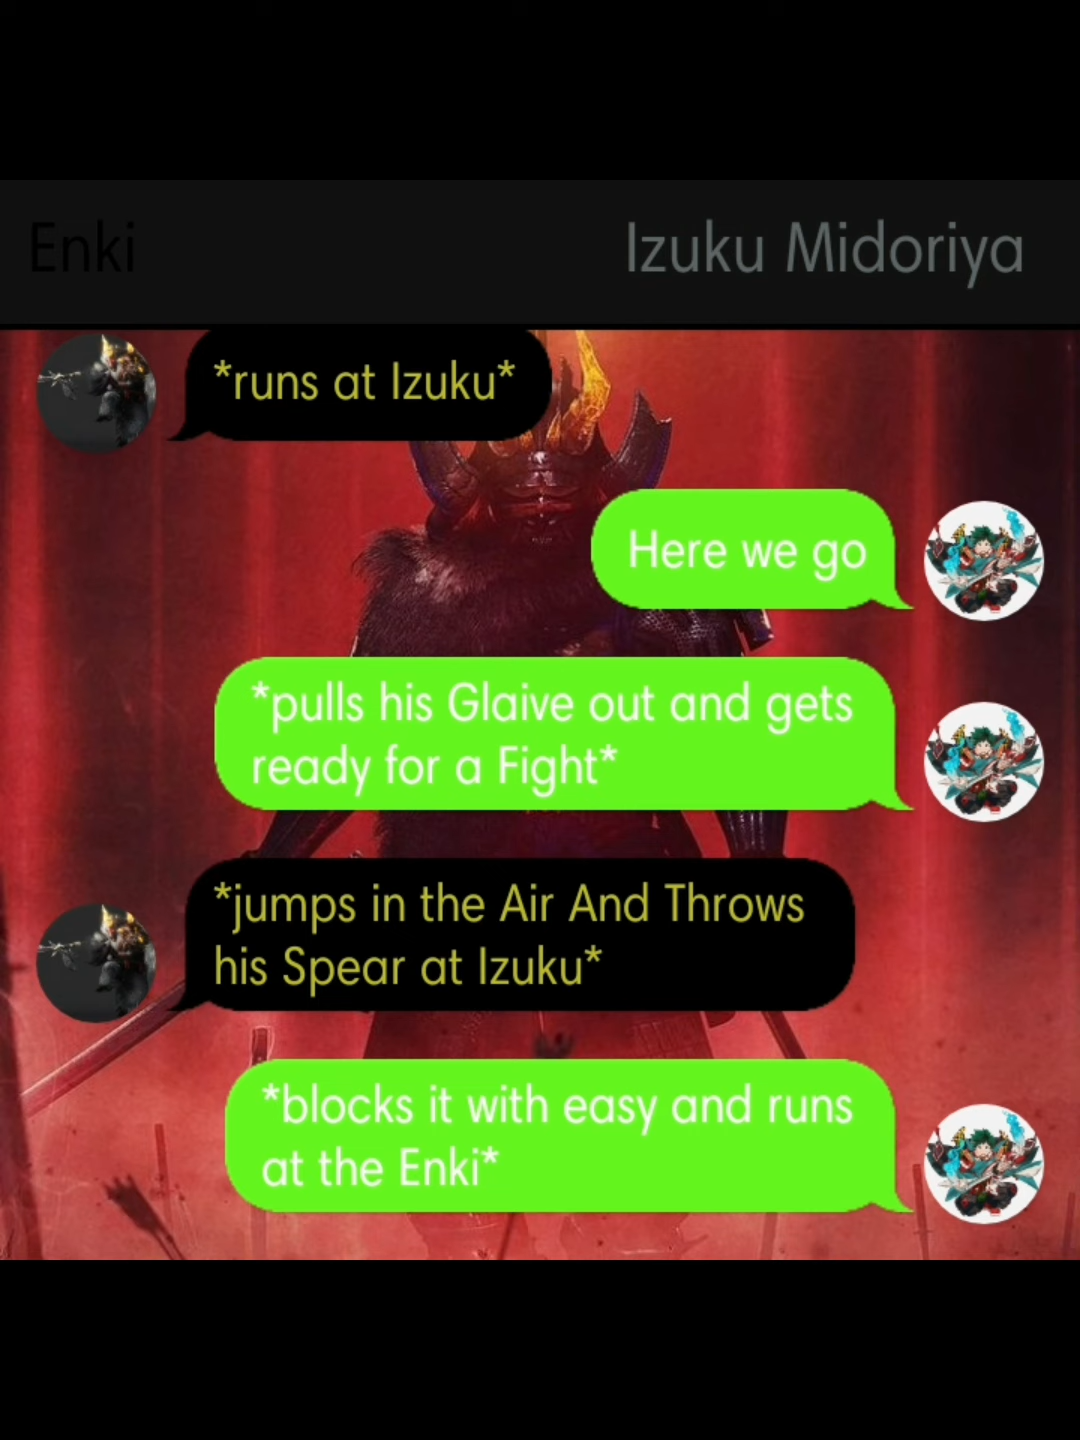 Enki
Izuku Midoriya
*runs at Izuku*
Here we go
*pulls his Glaive out and gets
ready for a Fight*
*jumps in the Air And Throws
his Spear at Izuku*
*blocks it with easy and runs
at the Enki*